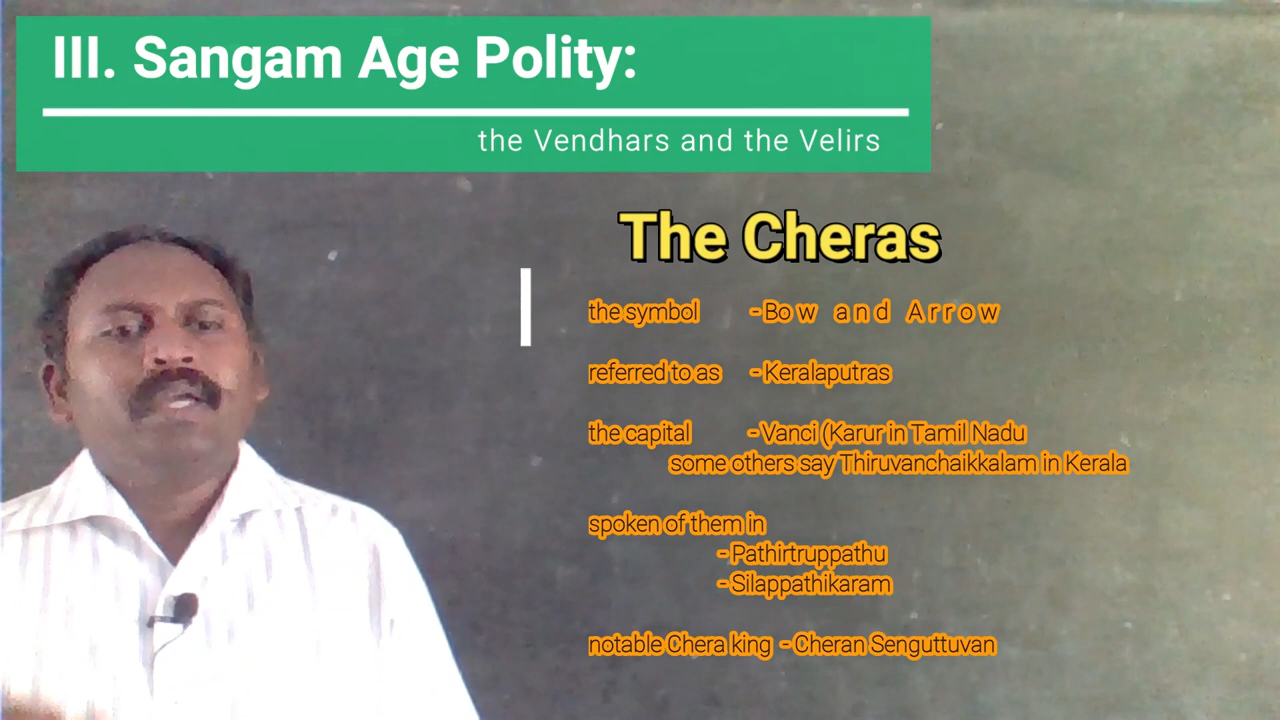 III. Sangam Age Polity:
the Vendhars and the Velirs
The Cheras
the symbol - Bow and Arrow
referred to as - Keralaputras
the capital - Vanci (Karur in Tamil Nadu
some others say Thiruvanchaikkalam in Kerala
spoken of them in
- Pathirtruppathu
- Silappathikaram
notable Chera king - Cheran Senguttuvan